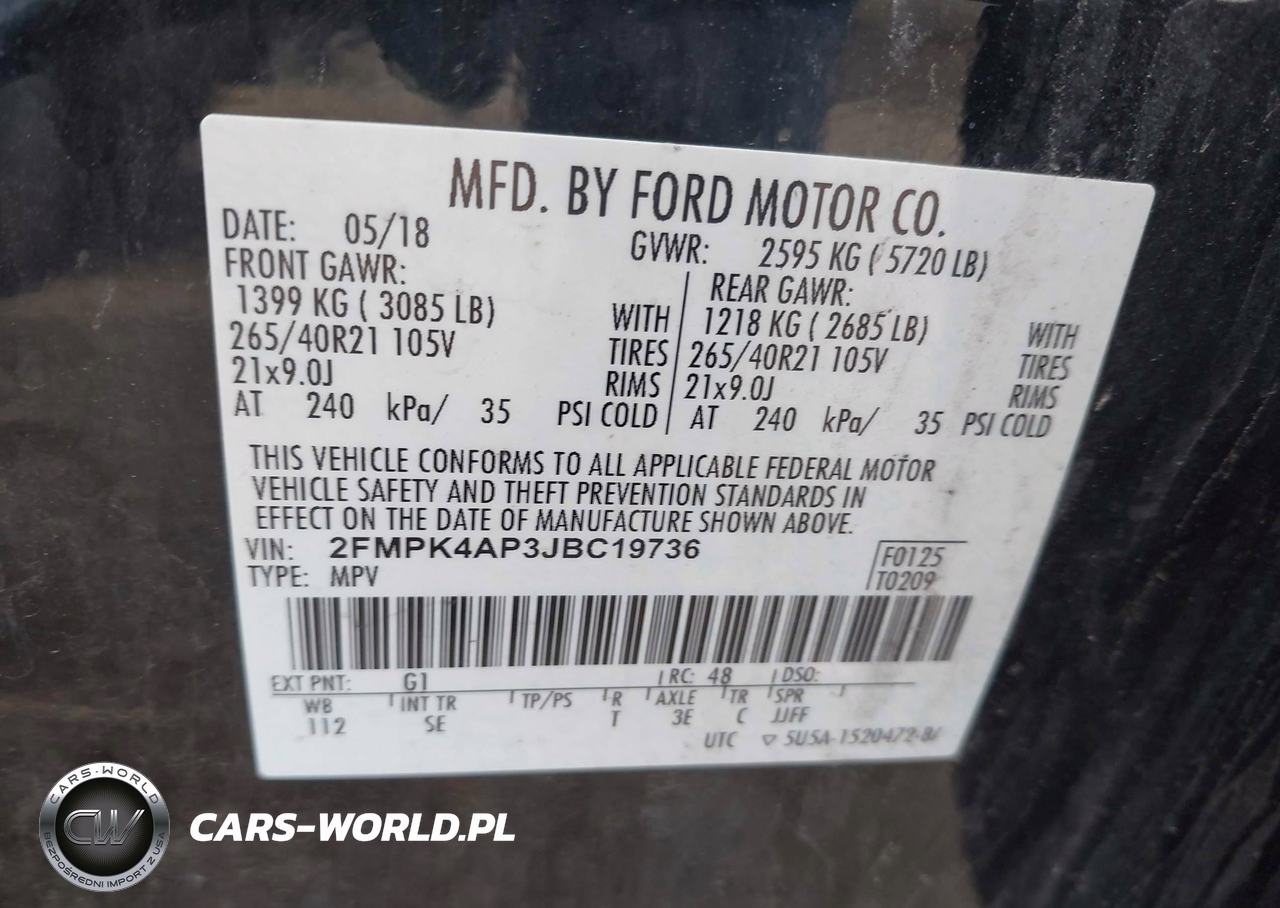 MFD. BY FORD MOTOR CO.
DATE: 05/18 GVWR: 2595 KG ( 5720 LB)
FRONT GAWR: REAR GAWR:
1399 KG ( 3085 LB) WITH 1218 KG ( 2685 LB) WITH
265/40R21 105V TIRES 265/40R21 105V TIRES
21x9.0J RIMS 21x9.0J RIMS
AT 240 kPa/ 35 PSI COLD AT 240 kPa/ 35 PSI COLD
THIS VEHICLE CONFORMS TO ALL APPLICABLE FEDERAL MOTOR
VEHICLE SAFETY AND THEFT PREVENTION STANDARDS IN
EFFECT ON THE DATE OF MANUFACTURE SHOWN ABOVE.
VIN: 2FMPK4AP3JBC19736 F0125
TYPE: MPV T0209
EXT PNT: G1 RC: 48 DSO:
WB INT TR TP/PS R AXLE TR SPR
112 SE T 3E C JJFF
UTC ▽ 5U5A-1520472-B/
CARS-WORLD
CW
BEZPOŚREDNI IMPORT Z USA
CARS-WORLD.PL